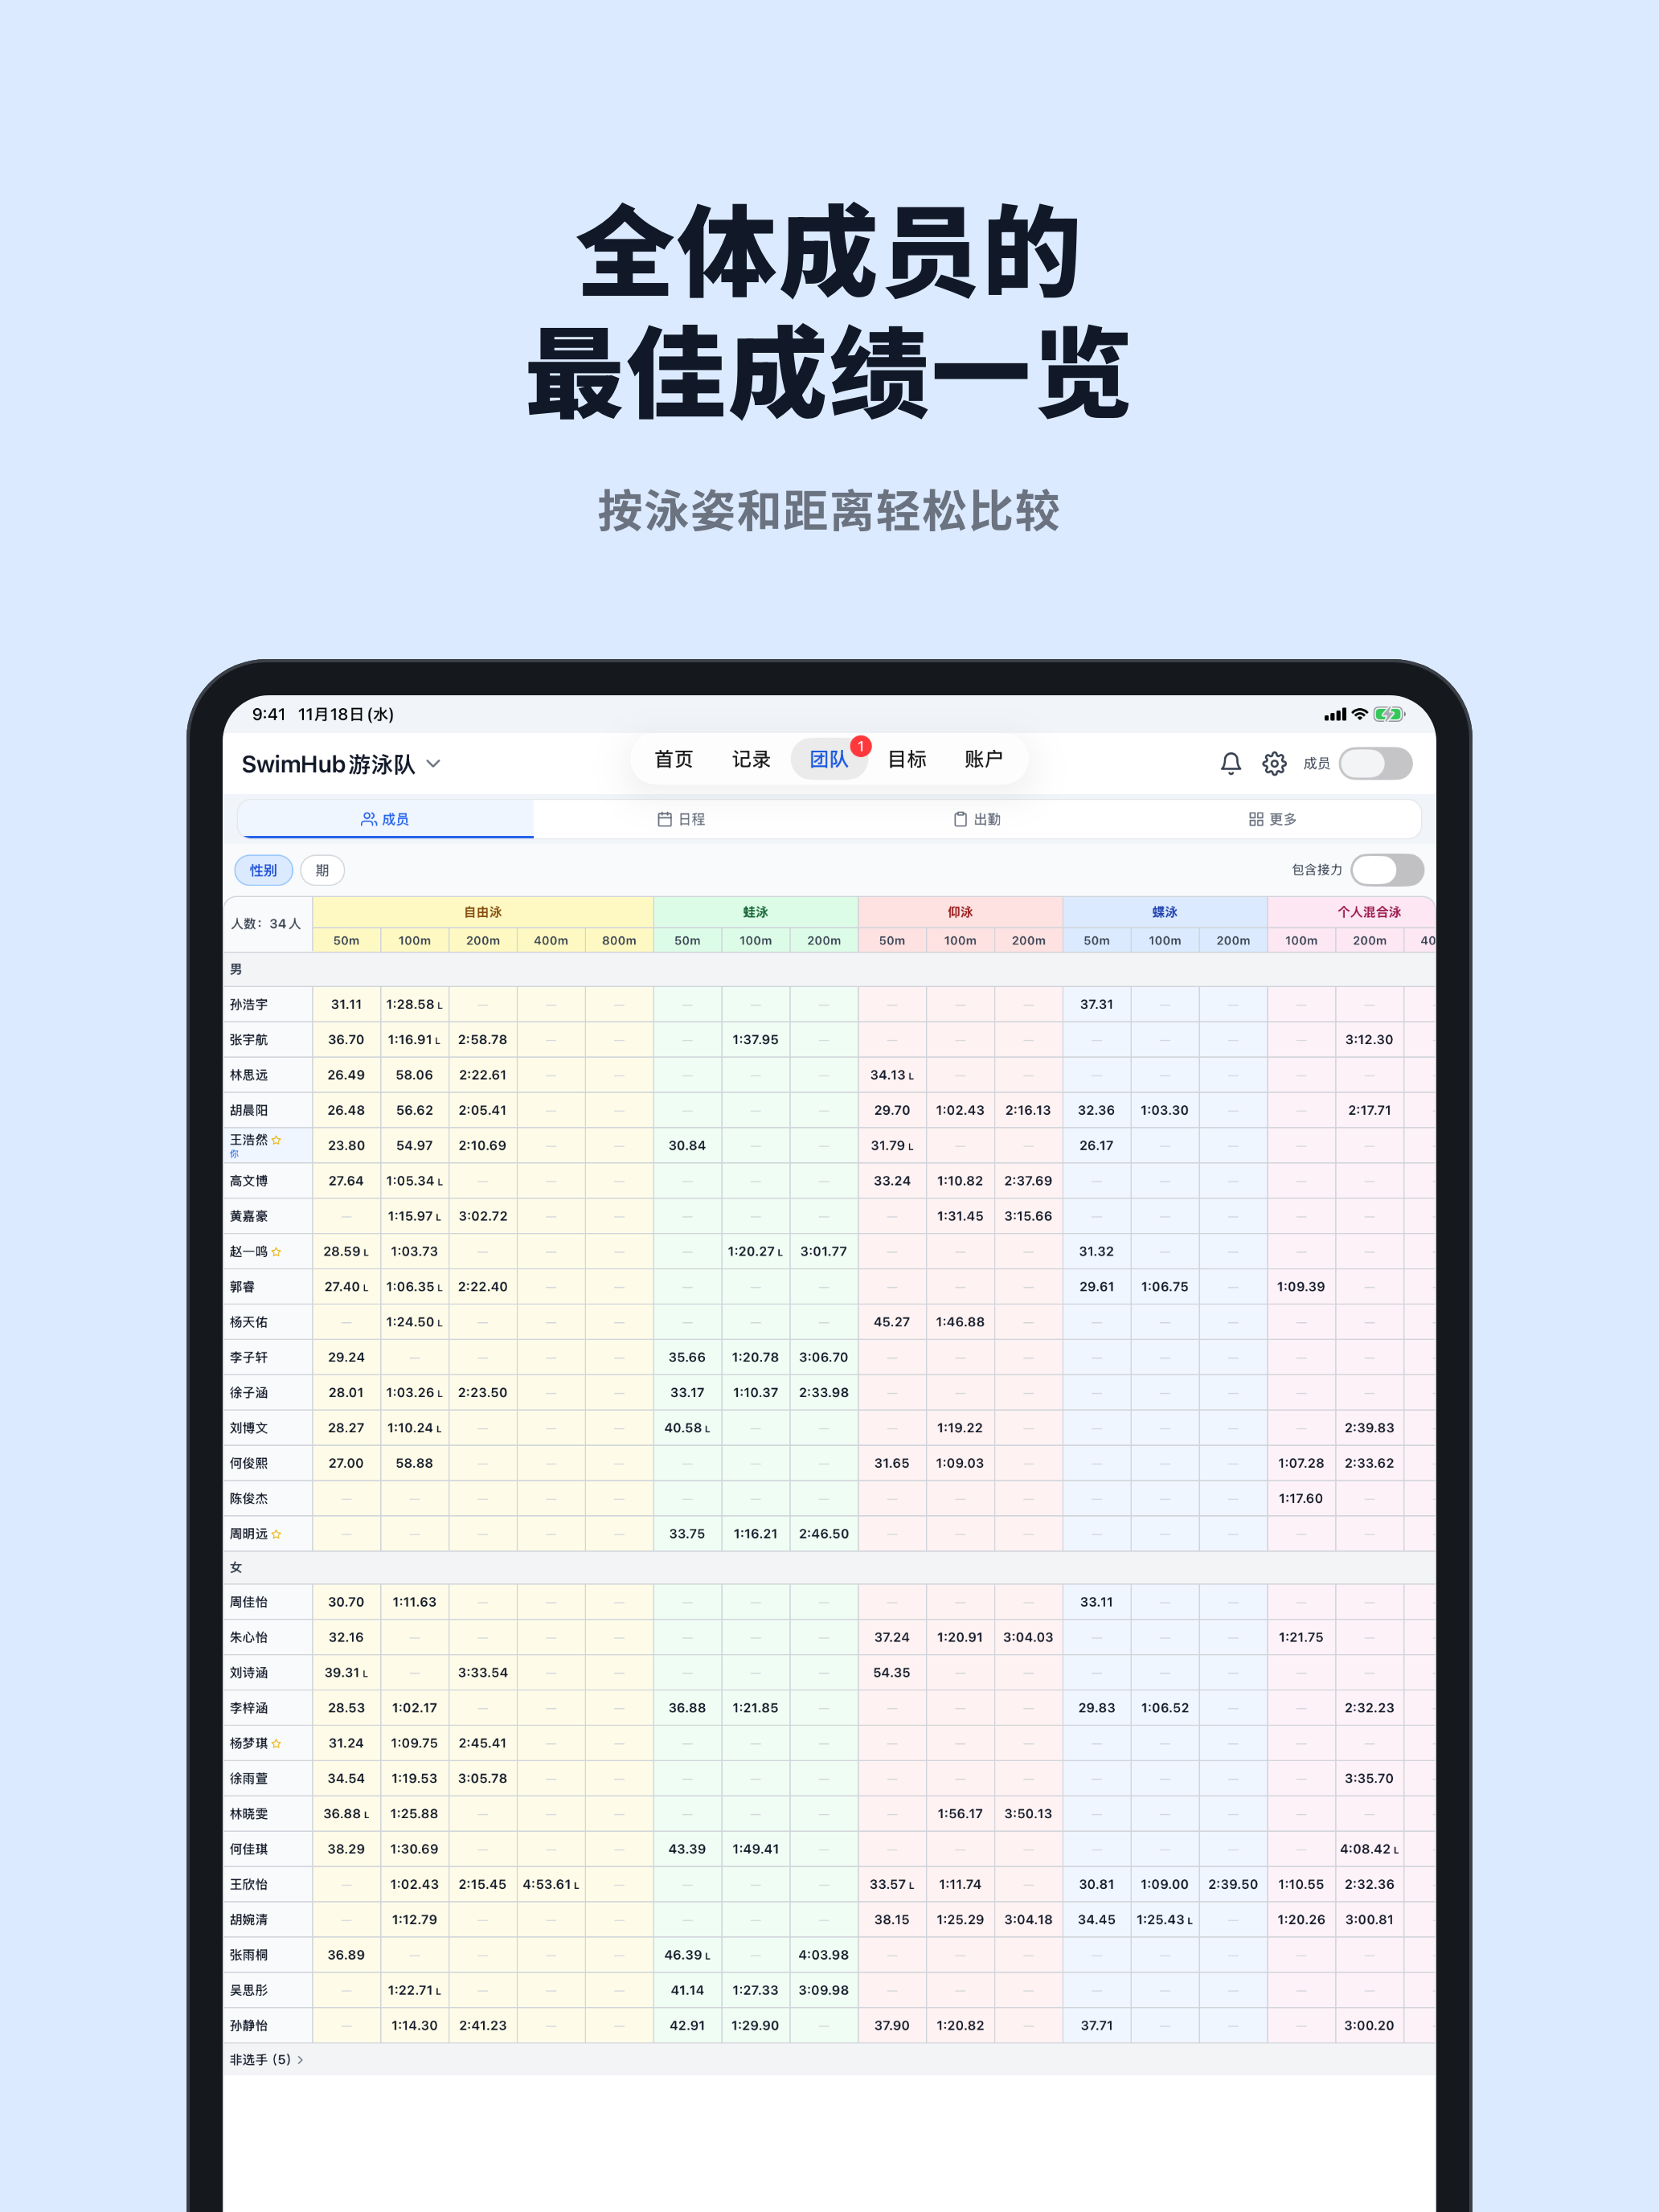 全体成员的
最佳成绩一览
按泳姿和距离轻松比较
9:41 11月18日(水)
SwimHub游泳队 首页 记录 团队 1 目标 账户 成员
成员 日程 出勤 更多
性别 期 包含接力
人数：34人 自由泳 蛙泳 仰泳 蝶泳 个人混合泳
50m 100m 200m 400m 800m 50m 100m 200m 50m 100m 200m 50m 100m 200m 100m 200m 40
男
孙浩宇 31.11 1:28.58 L — — — — — — — — — 37.31 — — — —
张宇航 36.70 1:16.91 L 2:58.78 — — — 1:37.95 — — — — — — — — 3:12.30
林思远 26.49 58.06 2:22.61 — — — — — 34.13 L — — — — — — —
胡晨阳 26.48 56.62 2:05.41 — — — — — 29.70 1:02.43 2:16.13 32.36 1:03.30 — — 2:17.71
王浩然 23.80 54.97 2:10.69 — — 30.84 — — 31.79 L — — 26.17 — — — —
你
高文博 27.64 1:05.34 L — — — — — — 33.24 1:10.82 2:37.69 — — — — —
黄嘉豪 — 1:15.97 L 3:02.72 — — — — — — 1:31.45 3:15.66 — — — — —
赵一鸣 28.59 L 1:03.73 — — — — 1:20.27 L 3:01.77 — — — 31.32 — — — —
郭睿 27.40 L 1:06.35 L 2:22.40 — — — — — — — — 29.61 1:06.75 — 1:09.39 —
杨天佑 — 1:24.50 L — — — — — — 45.27 1:46.88 — — — — — —
李子轩 29.24 — — — — 35.66 1:20.78 3:06.70 — — — — — — — —
徐子涵 28.01 1:03.26 L 2:23.50 — — 33.17 1:10.37 2:33.98 — — — — — — — —
刘博文 28.27 1:10.24 L — — — 40.58 L — — — 1:19.22 — — — — — 2:39.83
何俊熙 27.00 58.88 — — — — — — 31.65 1:09.03 — — — — 1:07.28 2:33.62
陈俊杰 — — — — — — — — — — — — — — 1:17.60 —
周明远 — — — — — 33.75 1:16.21 2:46.50 — — — — — — — —
女
周佳怡 30.70 1:11.63 — — — — — — — — — 33.11 — — — —
朱心怡 32.16 — — — — — — — 37.24 1:20.91 3:04.03 — — — 1:21.75 —
刘诗涵 39.31 L — 3:33.54 — — — — — 54.35 — — — — — — —
李梓涵 28.53 1:02.17 — — — 36.88 1:21.85 — — — — 29.83 1:06.52 — — 2:32.23
杨梦琪 31.24 1:09.75 2:45.41 — — — — — — — — — — — — —
徐雨萱 34.54 1:19.53 3:05.78 — — — — — — — — — — — — 3:35.70
林晓雯 36.88 L 1:25.88 — — — — — — — 1:56.17 3:50.13 — — — — —
何佳琪 38.29 1:30.69 — — — 43.39 1:49.41 — — — — — — — — 4:08.42 L
王欣怡 — 1:02.43 2:15.45 4:53.61 L — — — — 33.57 L 1:11.74 — 30.81 1:09.00 2:39.50 1:10.55 2:32.36
胡婉清 — 1:12.79 — — — — — — 38.15 1:25.29 3:04.18 34.45 1:25.43 L — 1:20.26 3:00.81
张雨桐 36.89 — — — — 46.39 L — 4:03.98 — — — — — — — —
吴思彤 — 1:22.71 L — — — 41.14 1:27.33 3:09.98 — — — — — — — —
孙静怡 — 1:14.30 2:41.23 — — 42.91 1:29.90 — 37.90 1:20.82 — 37.71 — — — 3:00.20
非选手 (5)